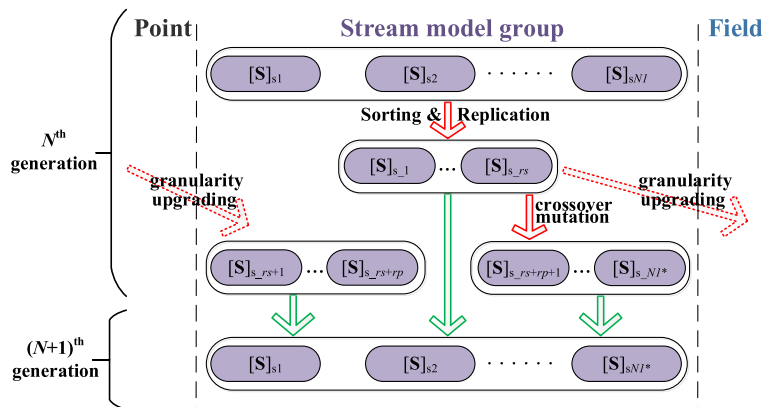 Point Stream model group Field
[S]s1 [S]s2 · · · · · · [S]sN1
Sorting & Replication
Nth
generation
[S]s_1 ... [S]s_rs
granularity
upgrading
granularity
upgrading
crossover
mutation
[S]s_rs+1 ... [S]s_rs+rp
[S]s_rs+rp+1 ... [S]s_N1*
(N+1)th
generation
[S]s1 [S]s2 · · · · · · [S]sN1*